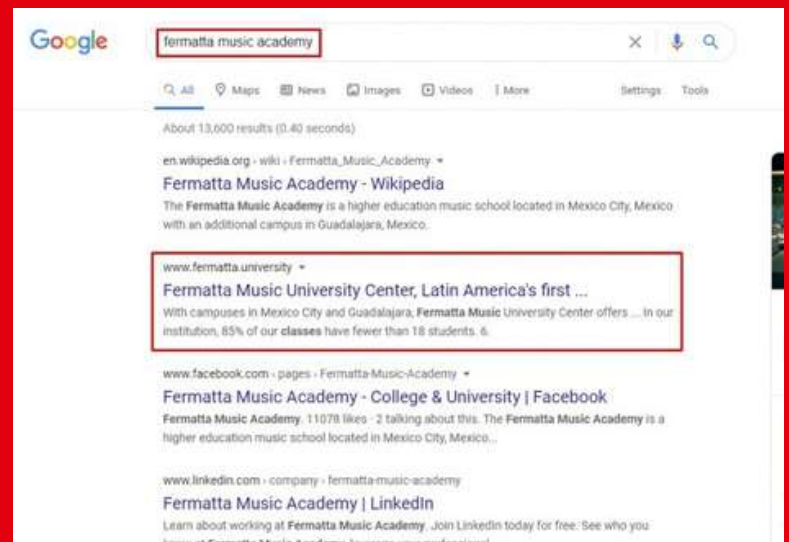 Google
fermatta music academy
All Maps News Images Videos More Settings Tools
About 13,600 results (0.40 seconds)
en.wikipedia.org › wiki › Fermatta_Music_Academy
Fermatta Music Academy - Wikipedia
The Fermatta Music Academy is a higher education music school located in Mexico City, Mexico
with an additional campus in Guadalajara, Mexico.
www.fermatta.university
Fermatta Music University Center, Latin America's first ...
With campuses in Mexico City and Guadalajara, Fermatta Music University Center offers ... In our
institution, 85% of our classes have fewer than 18 students. 6.
www.facebook.com › pages › Fermatta-Music-Academy
Fermatta Music Academy - College & University | Facebook
Fermatta Music Academy. 11078 likes · 2 talking about this. The Fermatta Music Academy is a
higher education music school located in Mexico City, Mexico...
www.linkedin.com › company › fermatta-music-academy
Fermatta Music Academy | LinkedIn
Learn about working at Fermatta Music Academy. Join LinkedIn today for free. See who you